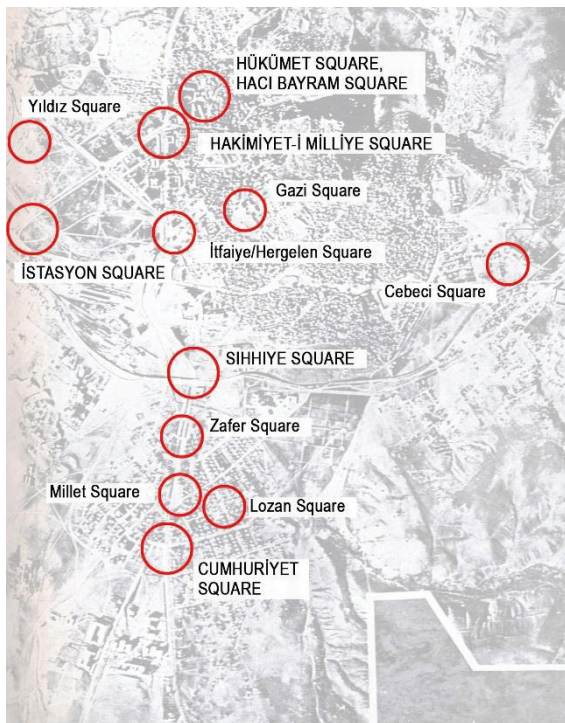 HÜKÜMET SQUARE,
HACI BAYRAM SQUARE
Yıldız Square
HAKİMİYET-İ MİLLİYE SQUARE
Gazi Square
İtfaiye/Hergelen Square
İSTASYON SQUARE
Cebeci Square
SIHHIYE SQUARE
Zafer Square
Millet Square
Lozan Square
CUMHURİYET
SQUARE